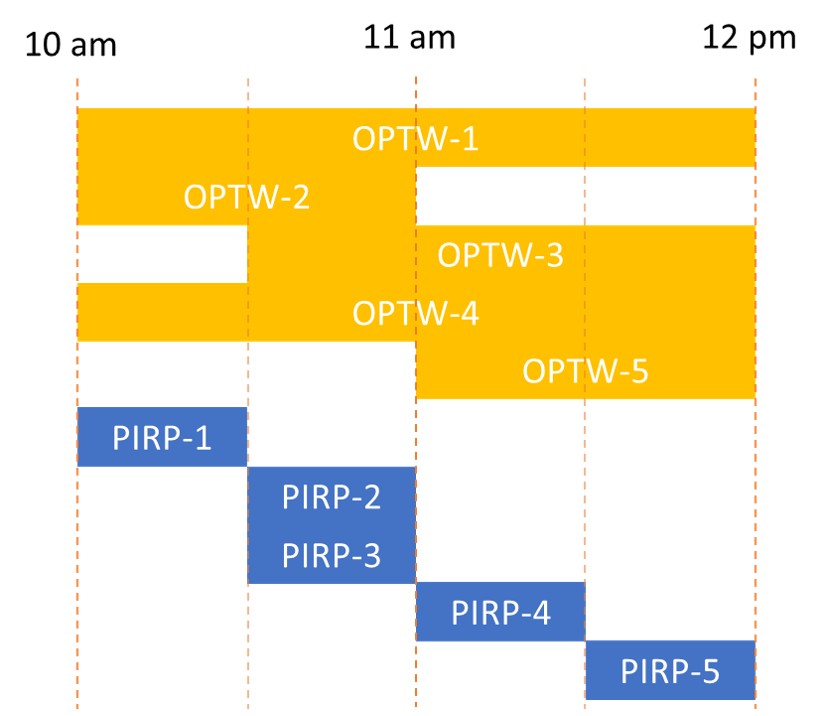 10 am 11 am 12 pm
OPTW-1
OPTW-2
OPTW-3
OPTW-4
OPTW-5
PIRP-1
PIRP-2
PIRP-3
PIRP-4
PIRP-5